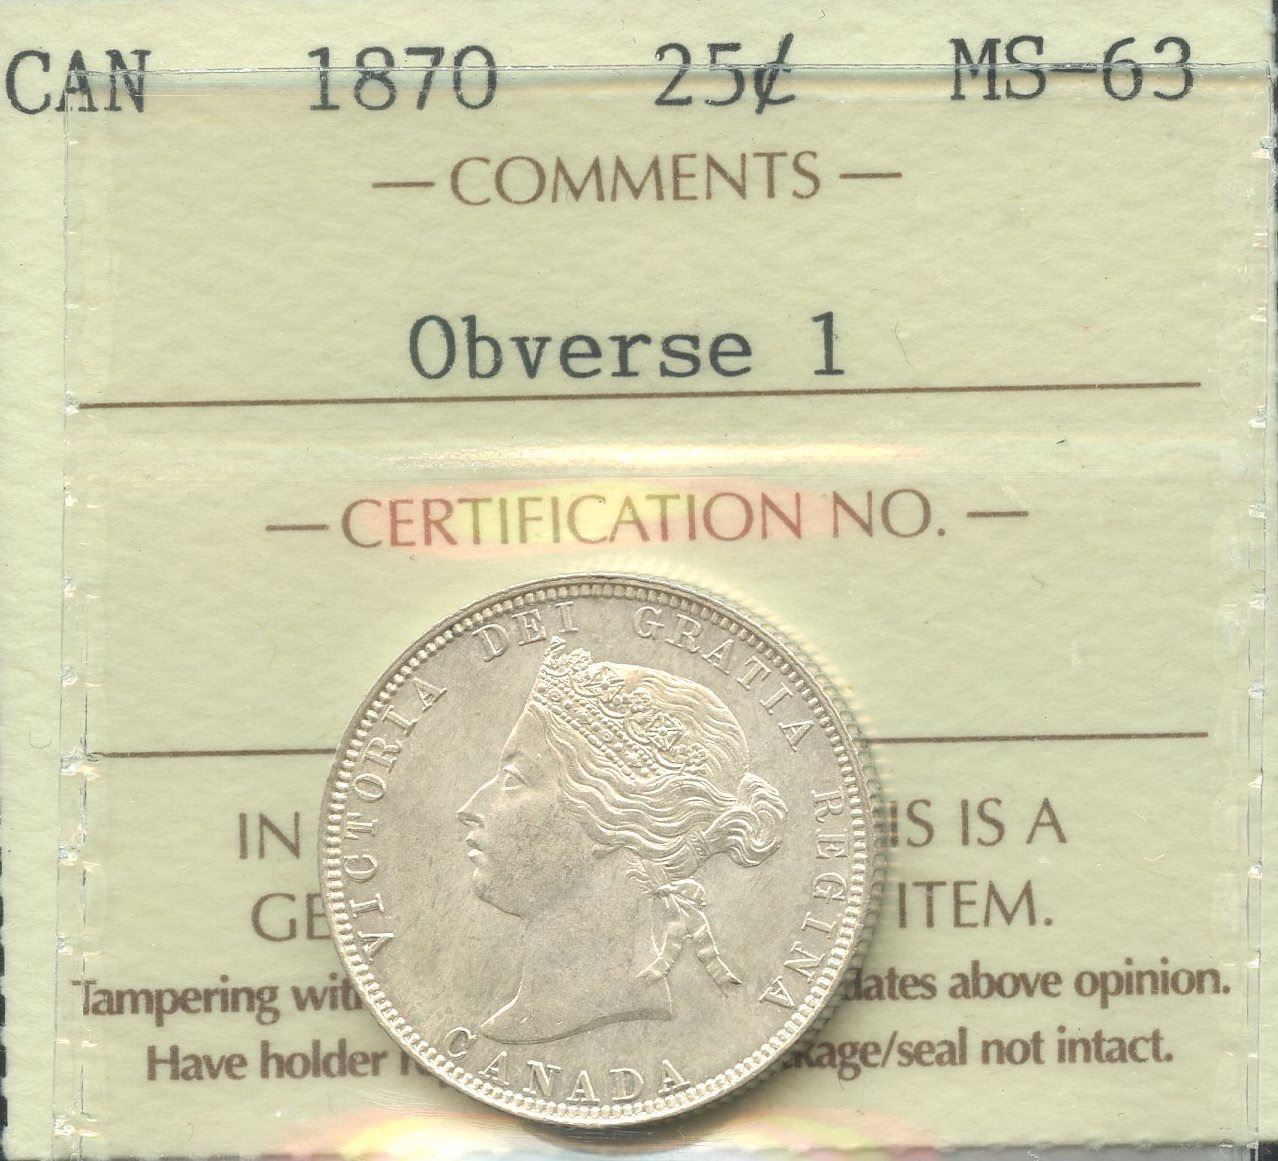 CAN 1870 25¢ MS-63
COMMENTS
Obverse 1
CERTIFICATION NO.
VICTORIA DEI GRATIA REGINA
CANADA
IN IS IS A
GE ITEM.
Tampering wit dates above opinion.
Have holder kage/seal not intact.